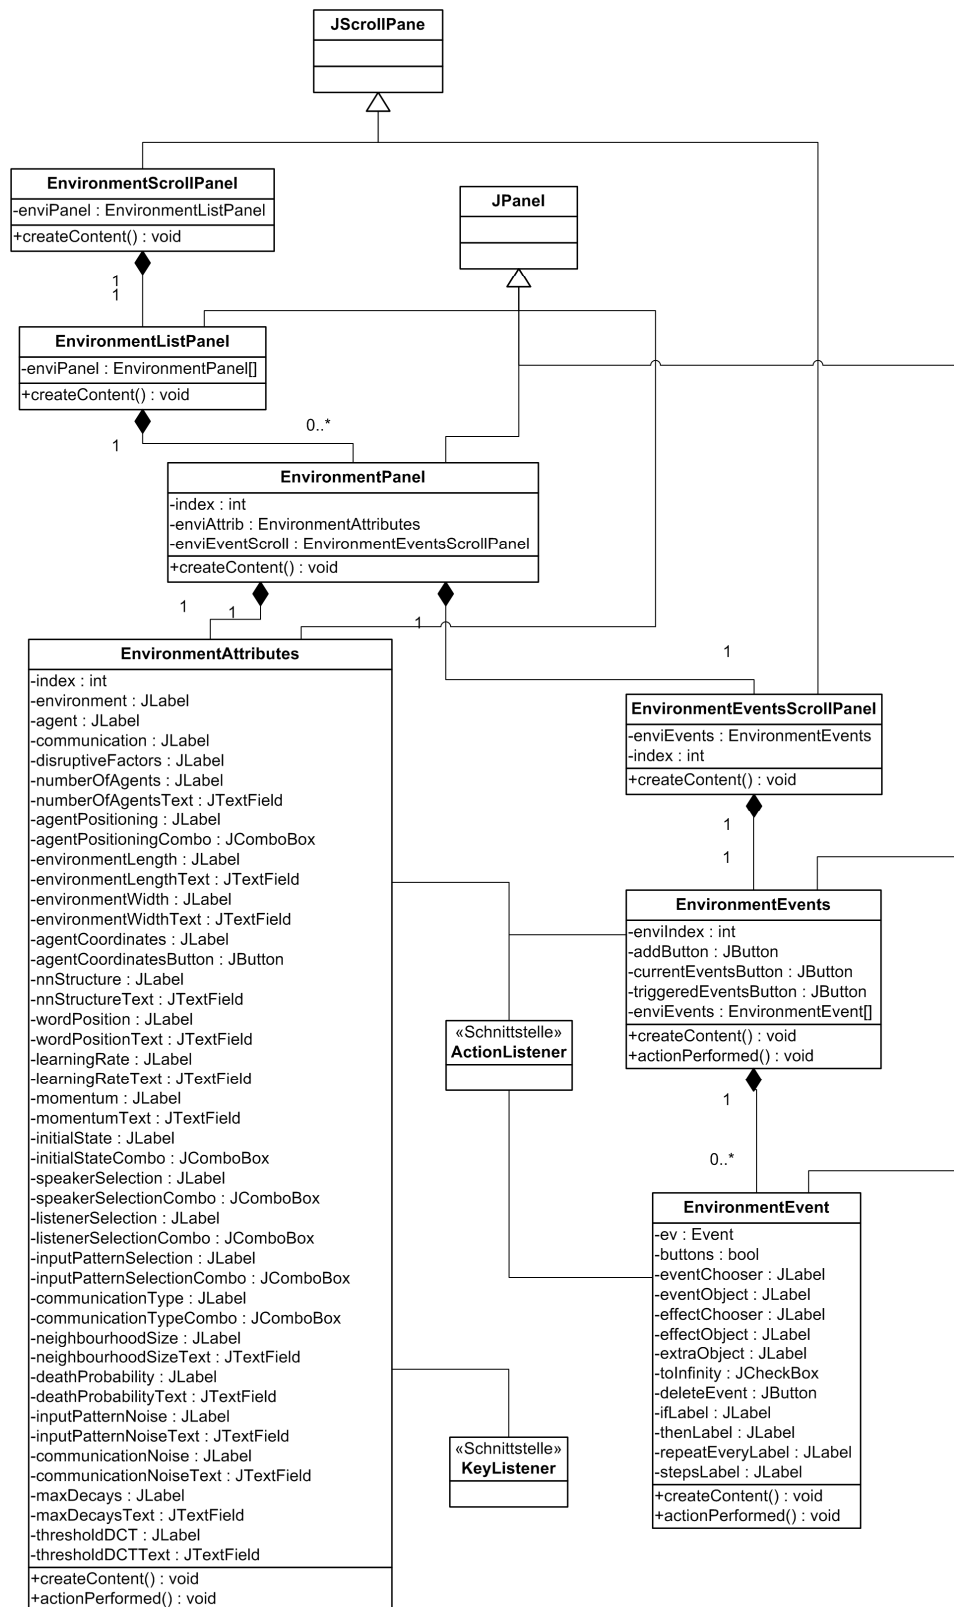 JScrollPane
EnvironmentScrollPanel
-enviPanel : EnvironmentListPanel
+createContent() : void
JPanel
1
1
EnvironmentListPanel
-enviPanel : EnvironmentPanel[]
+createContent() : void
1
0..*
EnvironmentPanel
-index : int
-enviAttrib : EnvironmentAttributes
-enviEventScroll : EnvironmentEventsScrollPanel
+createContent() : void
1
1
1
1
EnvironmentAttributes
-index : int
-environment : JLabel
-agent : JLabel
-communication : JLabel
-disruptiveFactors : JLabel
-numberOfAgents : JLabel
-numberOfAgentsText : JTextField
-agentPositioning : JLabel
-agentPositioningCombo : JComboBox
-environmentLength : JLabel
-environmentLengthText : JTextField
-environmentWidth : JLabel
-environmentWidthText : JTextField
-agentCoordinates : JLabel
-agentCoordinatesButton : JButton
-nnStructure : JLabel
-nnStructureText : JTextField
-wordPosition : JLabel
-wordPositionText : JTextField
-learningRate : JLabel
-learningRateText : JTextField
-momentum : JLabel
-momentumText : JTextField
-initialState : JLabel
-initialStateCombo : JComboBox
-speakerSelection : JLabel
-speakerSelectionCombo : JComboBox
-listenerSelection : JLabel
-listenerSelectionCombo : JComboBox
-inputPatternSelection : JLabel
-inputPatternSelectionCombo : JComboBox
-communicationType : JLabel
-communicationTypeCombo : JComboBox
-neighbourhoodSize : JLabel
-neighbourhoodSizeText : JTextField
-deathProbability : JLabel
-deathProbabilityText : JTextField
-inputPatternNoise : JLabel
-inputPatternNoiseText : JTextField
-communicationNoise : JLabel
-communicationNoiseText : JTextField
-maxDecays : JLabel
-maxDecaysText : JTextField
-thresholdDCT : JLabel
-thresholdDCTText : JTextField
+createContent() : void
+actionPerformed() : void
EnvironmentEventsScrollPanel
-enviEvents : EnvironmentEvents
-index : int
+createContent() : void
1
1
EnvironmentEvents
-enviIndex : int
-addButton : JButton
-currentEventsButton : JButton
-triggeredEventsButton : JButton
-enviEvents : EnvironmentEvent[]
+createContent() : void
+actionPerformed() : void
«Schnittstelle»
ActionListener
1
0..*
EnvironmentEvent
-ev : Event
-buttons : bool
-eventChooser : JLabel
-eventObject : JLabel
-effectChooser : JLabel
-effectObject : JLabel
-extraObject : JLabel
-toInfinity : JCheckBox
-deleteEvent : JButton
-ifLabel : JLabel
-thenLabel : JLabel
-repeatEveryLabel : JLabel
-stepsLabel : JLabel
+createContent() : void
+actionPerformed() : void
«Schnittstelle»
KeyListener